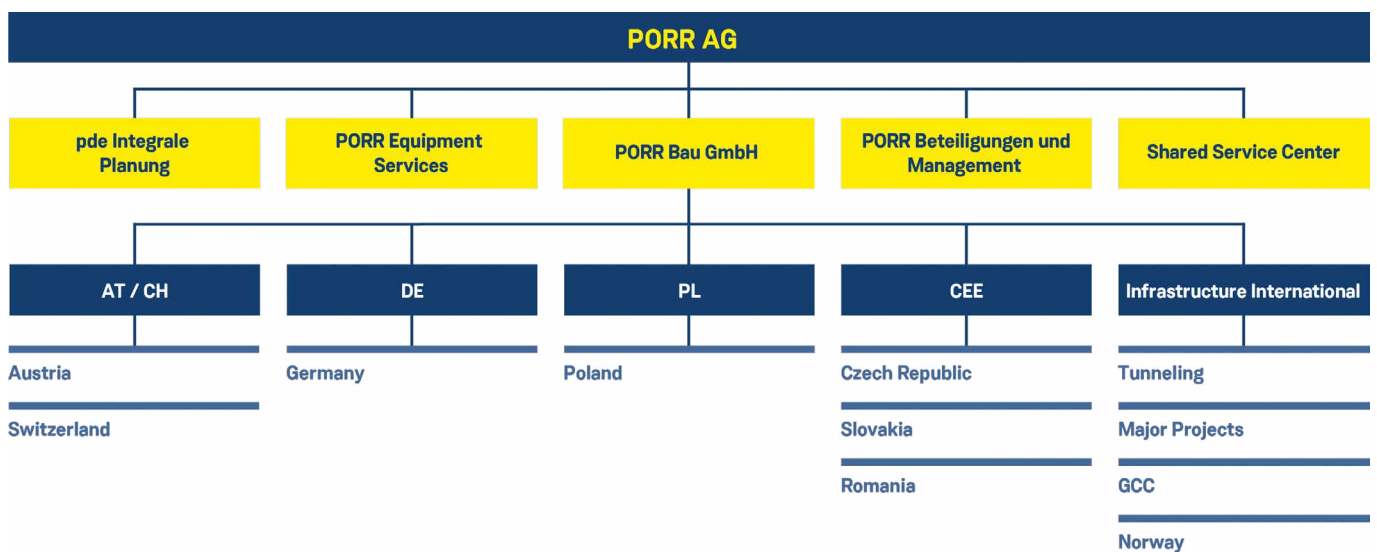 PORR AG
pde Integrale
Planung
PORR Equipment
Services
PORR Bau GmbH
PORR Beteiligungen und
Management
Shared Service Center
AT / CH
DE
PL
CEE
Infrastructure International
Austria
Switzerland
Germany
Poland
Czech Republic
Slovakia
Romania
Tunneling
Major Projects
GCC
Norway